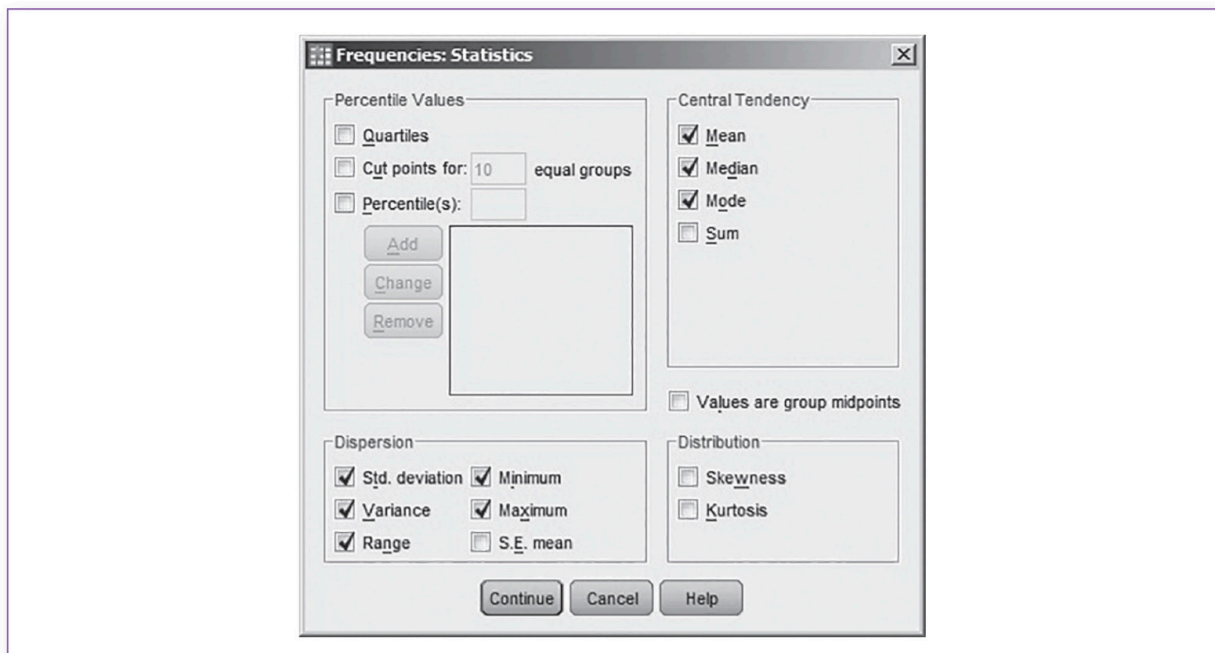 Frequencies: Statistics
Percentile Values
Quartiles
Cut points for: 10 equal groups
Percentile(s):
Add
Change
Remove
Central Tendency
Mean
Median
Mode
Sum
Values are group midpoints
Dispersion
Std. deviation
Minimum
Variance
Maximum
Range
S.E. mean
Distribution
Skewness
Kurtosis
Continue
Cancel
Help